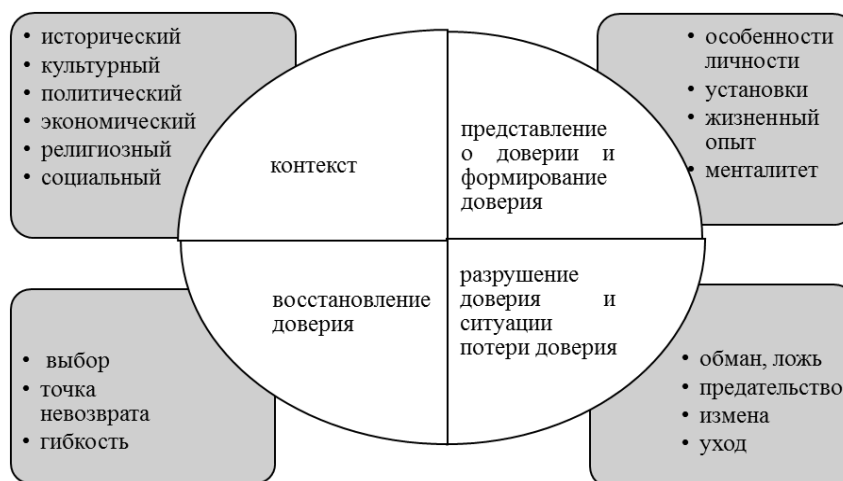 • исторический
• культурный
• политический
• экономический
• религиозный
• социальный
контекст
представление
о доверии и
формирование
доверия
• особенности
личности
• установки
• жизненный
опыт
• менталитет
восстановление
доверия
• выбор
• точка
невозврата
• гибкость
разрушение
доверия и
ситуации
потери доверия
• обман, ложь
• предательство
• измена
• уход